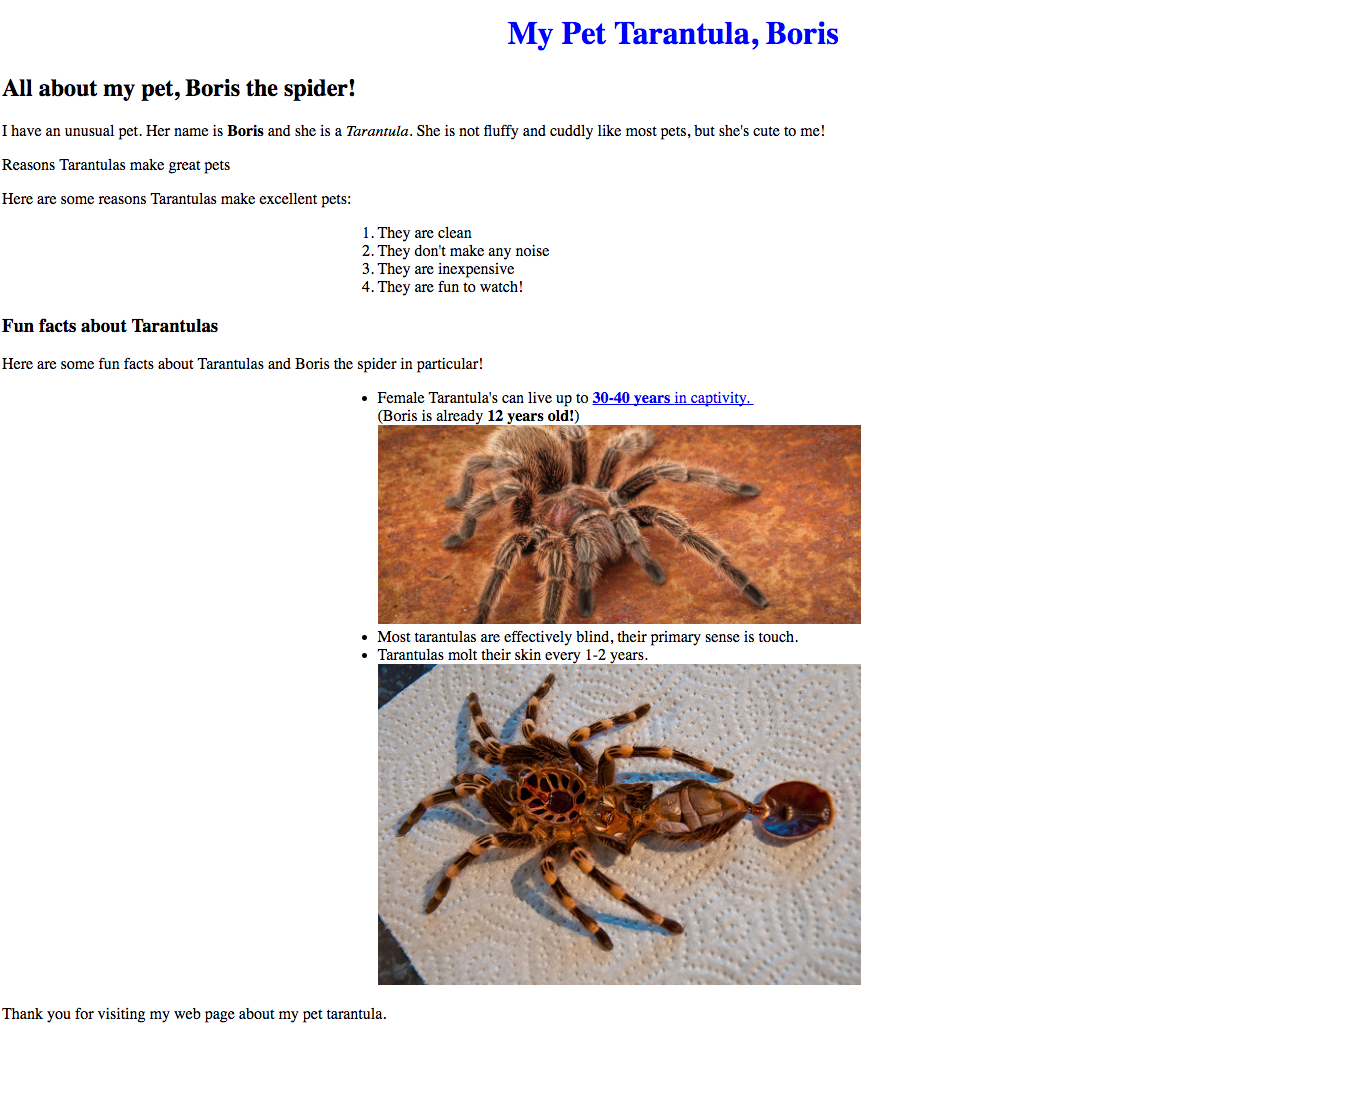 My Pet Tarantula, Boris
All about my pet, Boris the spider!
I have an unusual pet. Her name is Boris and she is a Tarantula. She is not fluffy and cuddly like most pets, but she's cute to me!
Reasons Tarantulas make great pets
Here are some reasons Tarantulas make excellent pets:
1. They are clean
2. They don't make any noise
3. They are inexpensive
4. They are fun to watch!
Fun facts about Tarantulas
Here are some fun facts about Tarantulas and Boris the spider in particular!
• Female Tarantula's can live up to 30-40 years in captivity.
(Boris is already 12 years old!)
• Most tarantulas are effectively blind, their primary sense is touch.
• Tarantulas molt their skin every 1-2 years.
Thank you for visiting my web page about my pet tarantula.